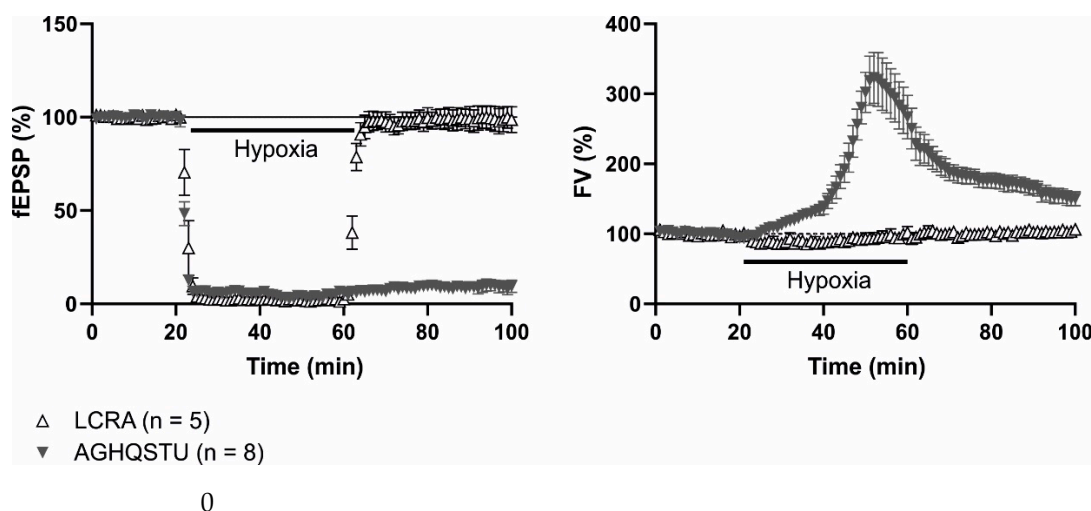 150
100
50
0
fEPSP (%)
Hypoxia
0 20 40 60 80 100
Time (min)
400
300
200
100
0
FV (%)
Hypoxia
0 20 40 60 80 100
Time (min)
LCRA (n = 5)
AGHQSTU (n = 8)
0